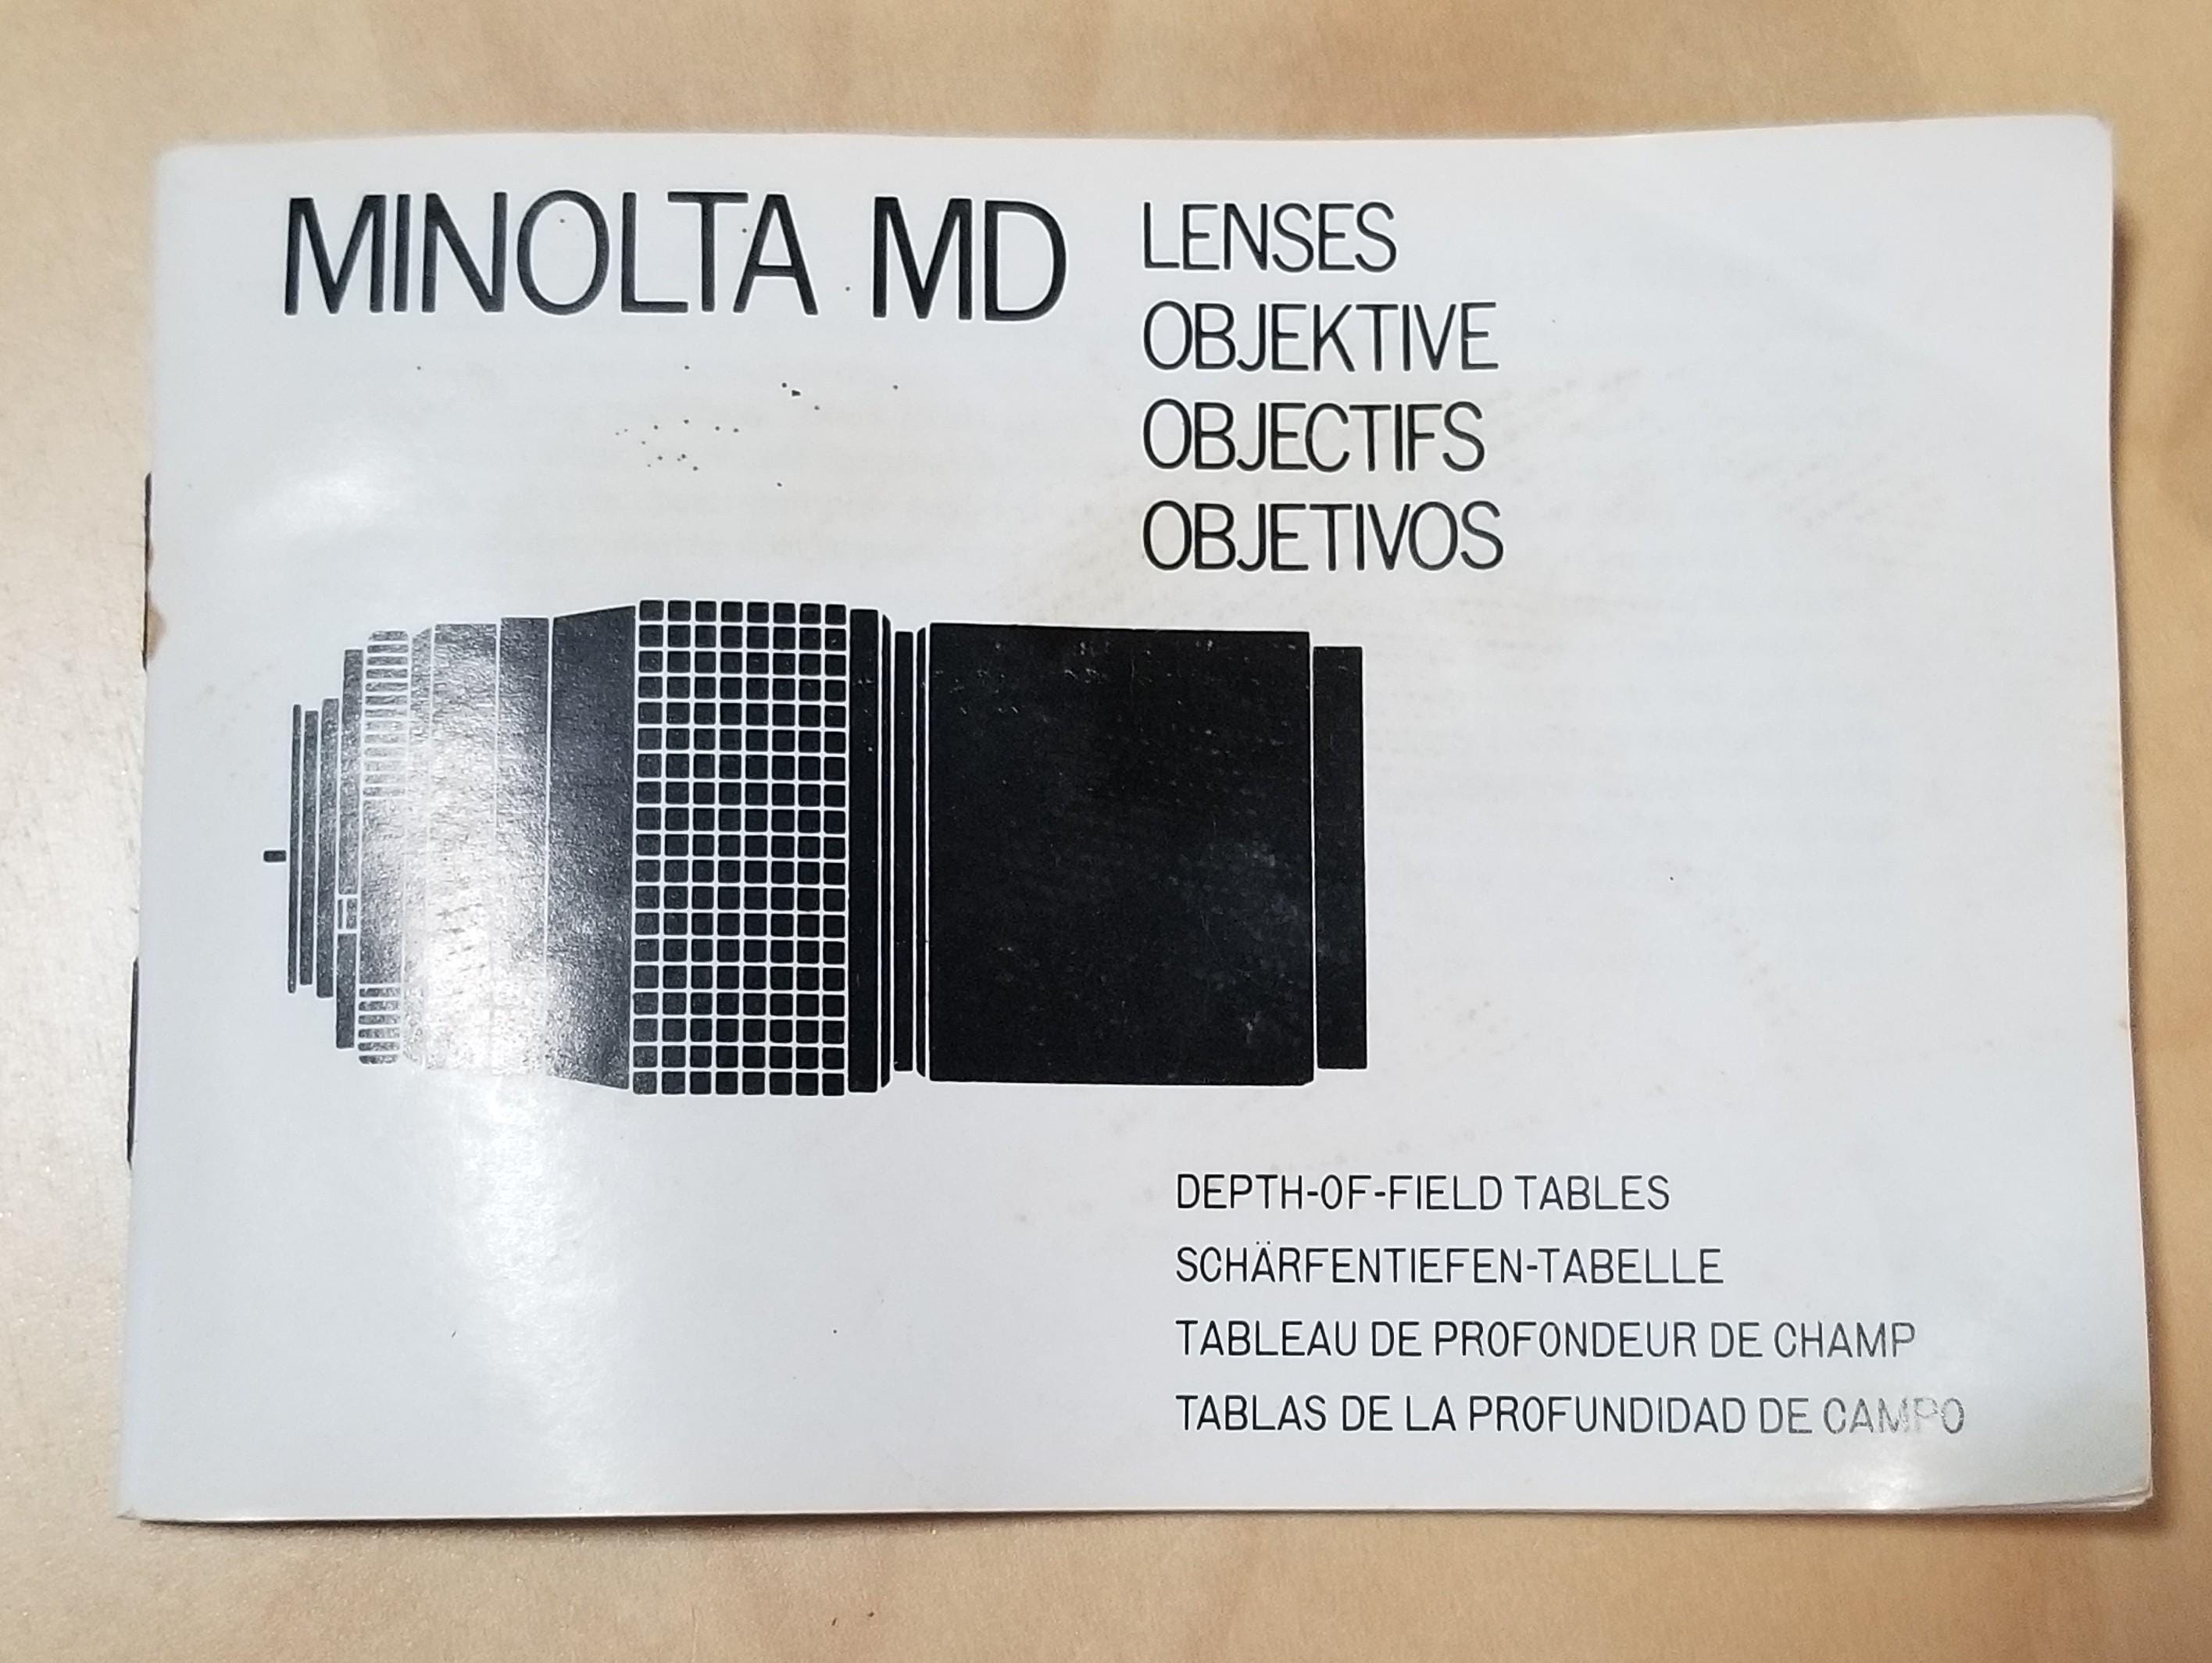 MINOLTA MD
LENSES
OBJEKTIVE
OBJECTIFS
OBJETIVOS
DEPTH-OF-FIELD TABLES
SCHÄRFENTIEFEN-TABELLE
TABLEAU DE PROFONDEUR DE CHAMP
TABLAS DE LA PROFUNDIDAD DE CAMPO